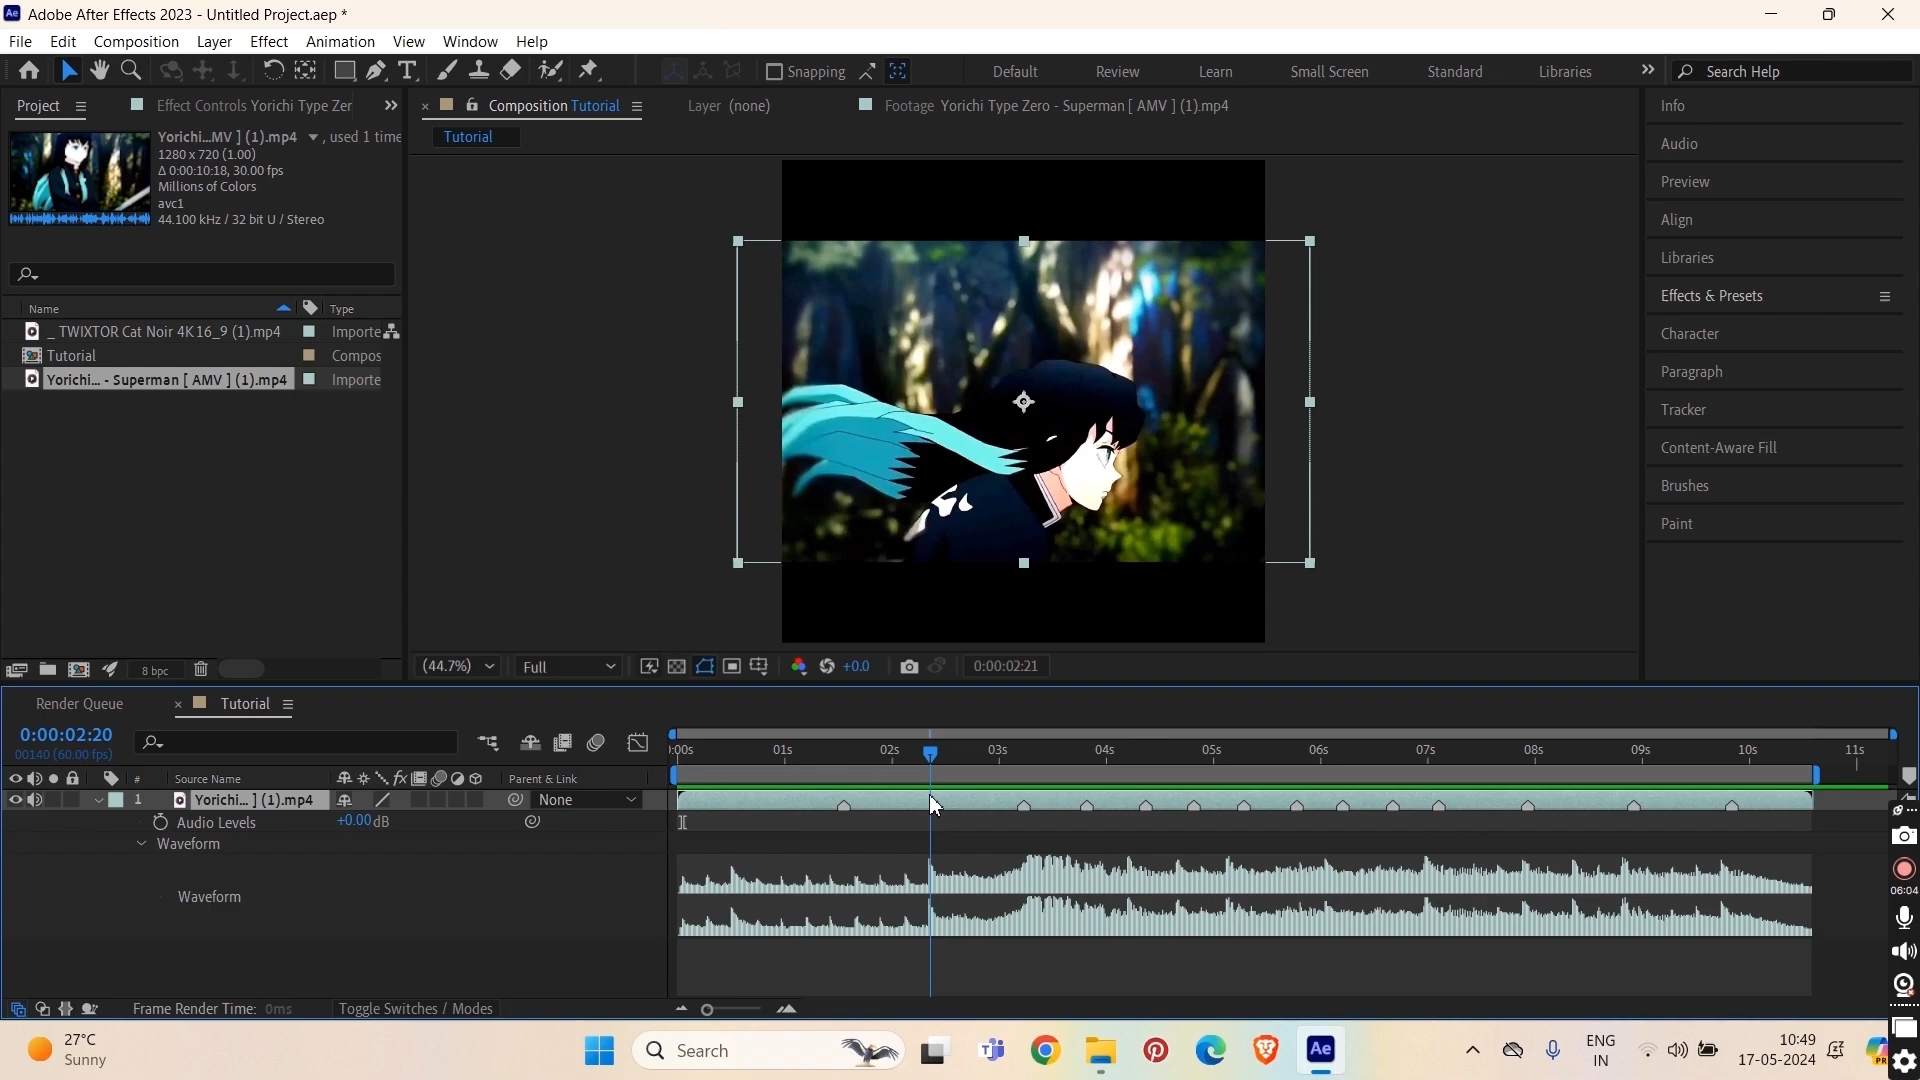 Adobe After Effects 2023 - Untitled Project.aep *
File Edit Composition Layer Effect Animation View Window Help
Snapping
Default Review Learn Small Screen Standard Libraries
Search Help
Project
Effect Controls Yorichi Type Zer
Composition Tutorial
Layer (none)
Footage Yorichi Type Zero - Superman [ AMV ] (1).mp4
Tutorial
Yorichi...MV ] (1).mp4 , used 1 time
1280 x 720 (1.00)
Δ 0:00:10:18, 30.00 fps
Millions of Colors
avc1
44.100 kHz / 32 bit U / Stereo
Name Type
_ TWIXTOR Cat Noir 4K 16_9 (1).mp4 Importe
Tutorial Compos
Yorichi... - Superman [ AMV ] (1).mp4 Importe
8 bpc
(44.7%) Full +0.0 0:00:02:21
Info
Audio
Preview
Align
Libraries
Effects & Presets
Character
Paragraph
Tracker
Content-Aware Fill
Brushes
Paint
Render Queue Tutorial
0:00:02:20
00140 (60.00 fps)
:00s 01s 02s 03s 04s 05s 06s 07s 08s 09s 10s 11s
# Source Name Parent & Link
1 Yorichi... ] (1).mp4 None
Audio Levels +0.00 dB
Waveform
Waveform
06:04
Frame Render Time: 0ms Toggle Switches / Modes
27°C
Sunny
Search
Ae
ENG
IN
10:49
17-05-2024